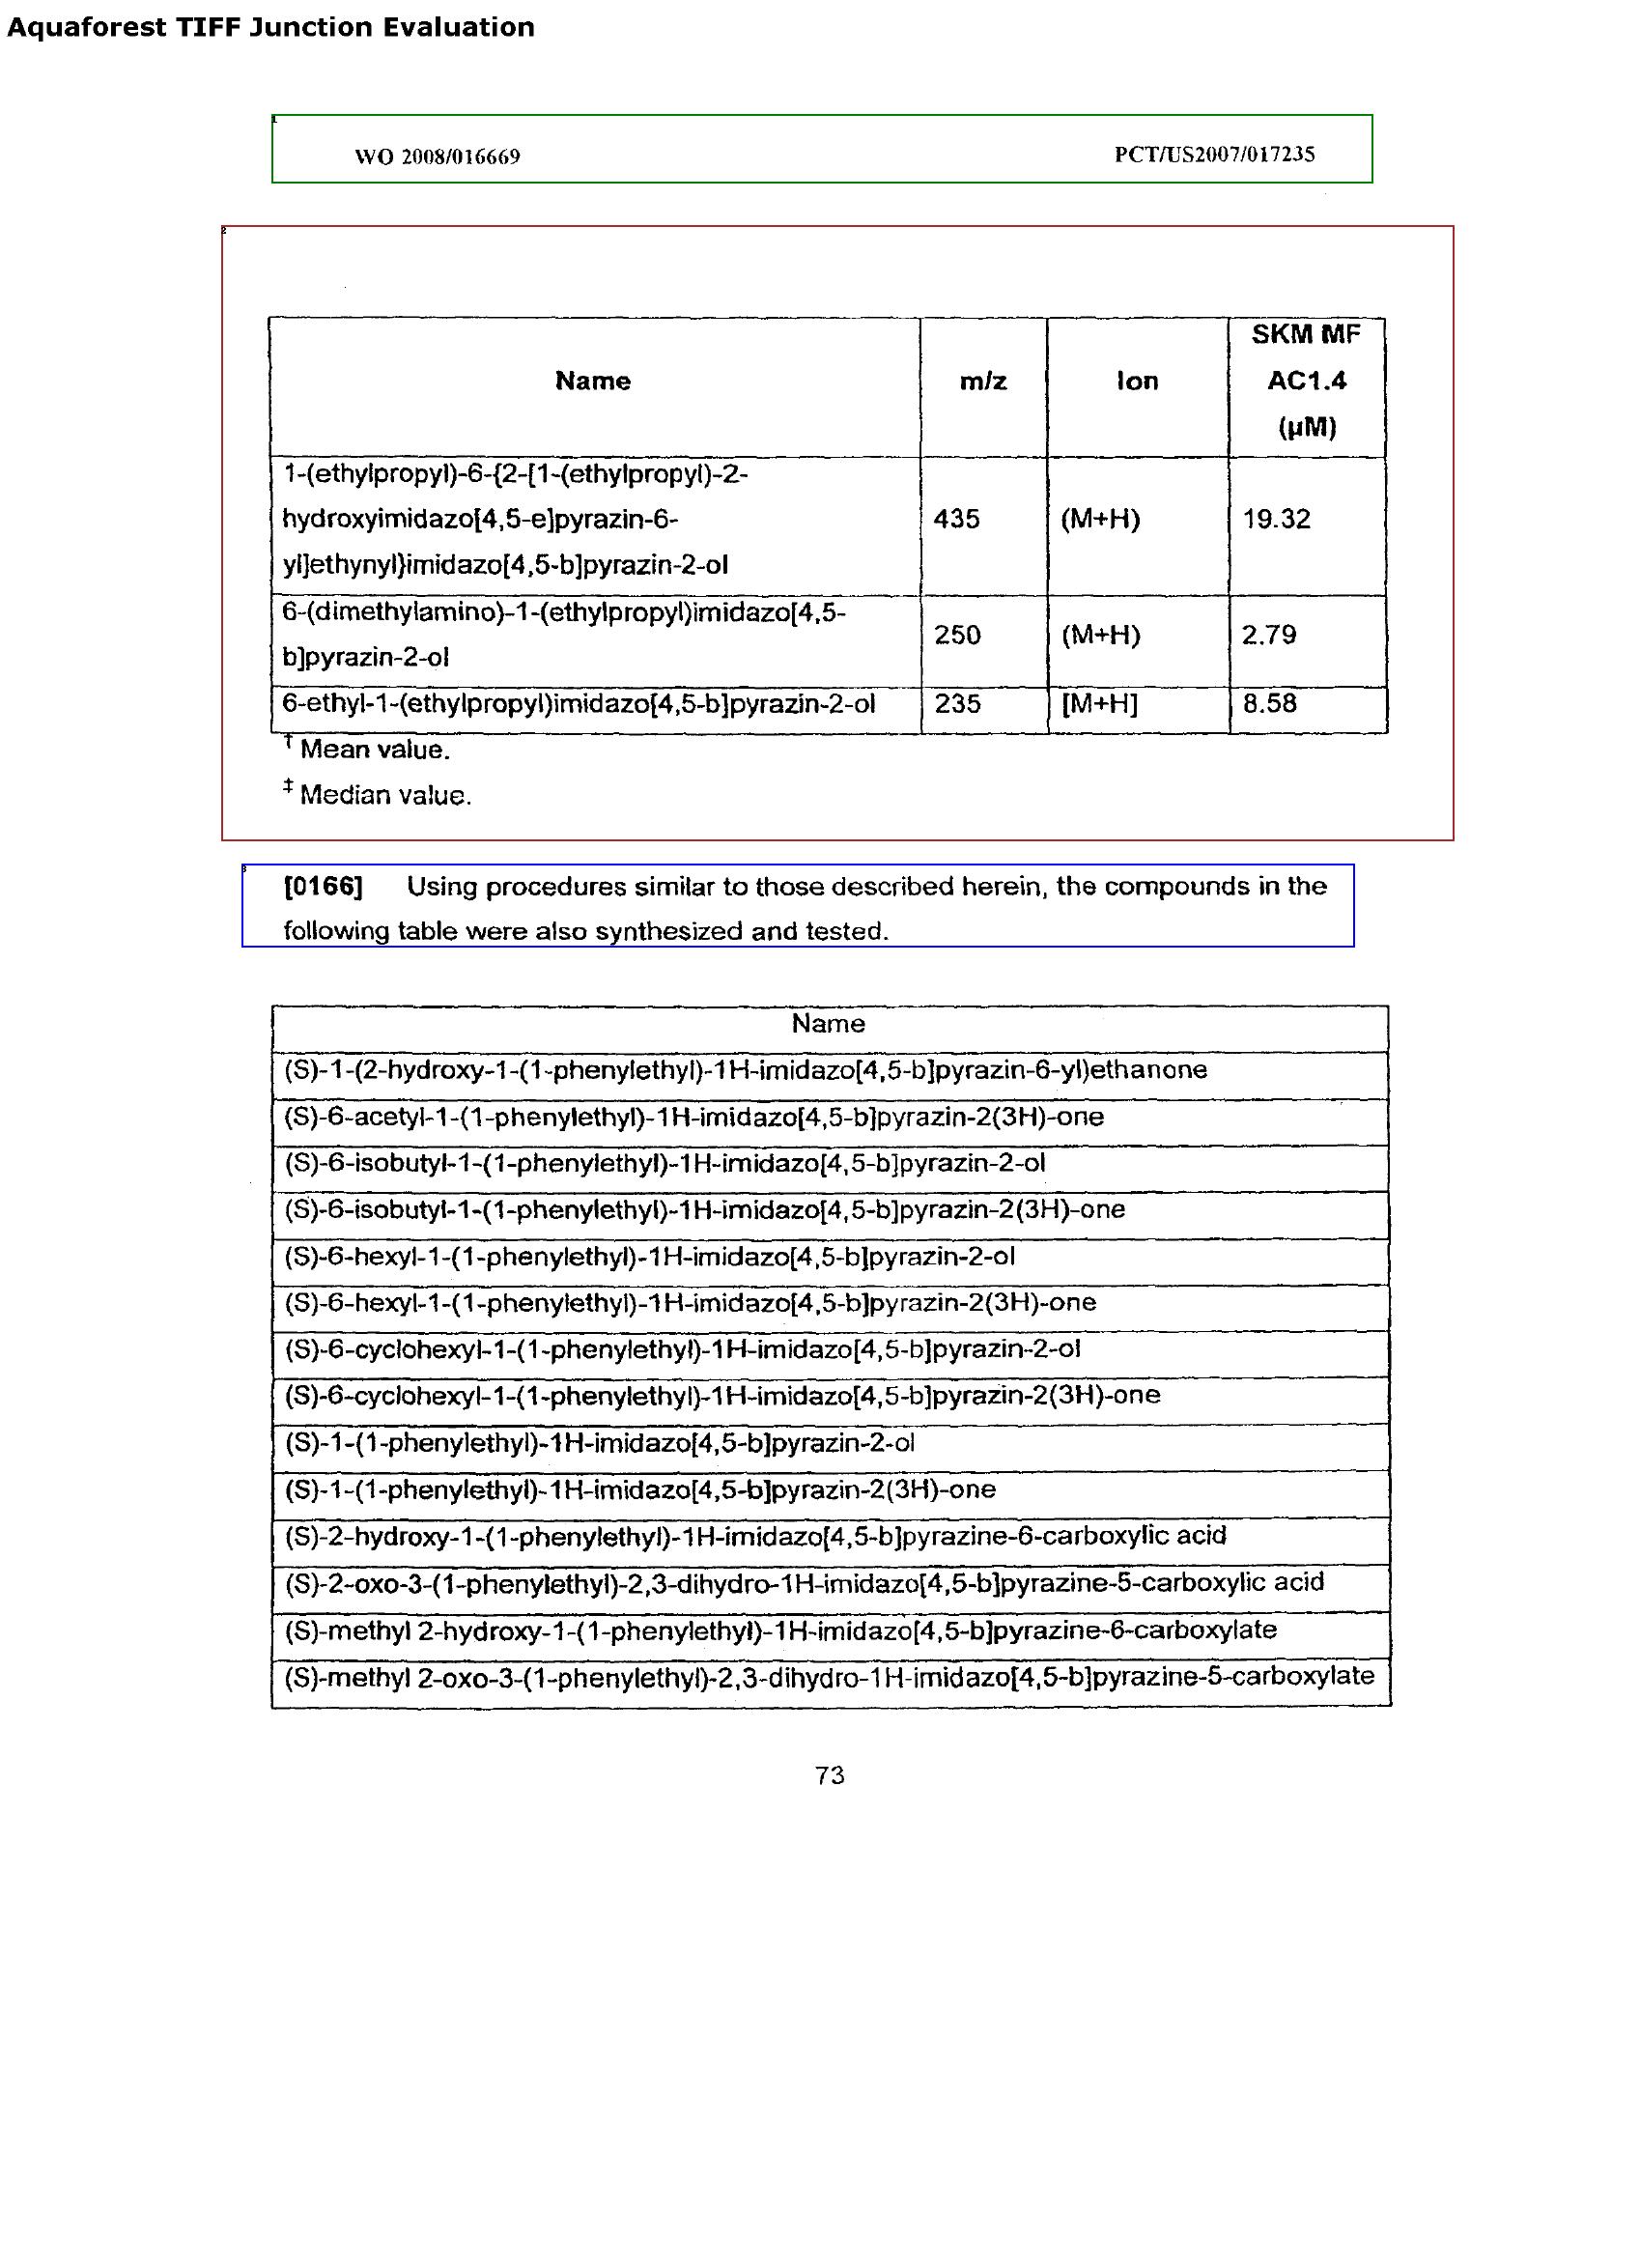 Aquaforest TIFF Junction Evaluation
WO 2008/016669 PCT/US2007/017235
Name m/z Ion SKM MF AC1.4 (µM)
1-(ethylpropyl)-6-{2-[1-(ethylpropyl)-2-
hydroxyimidazo[4,5-e]pyrazin-6- 435 (M+H) 19.32
yl]ethynyl}imidazo[4,5-b]pyrazin-2-ol
6-(dimethylamino)-1-(ethylpropyl)imidazo[4,5-
b]pyrazin-2-ol 250 (M+H) 2.79
6-ethyl-1-(ethylpropyl)imidazo[4,5-b]pyrazin-2-ol 235 [M+H] 8.58
† Mean value.
‡ Median value.
[0166] Using procedures similar to those described herein, the compounds in the
following table were also synthesized and tested.
Name
(S)-1-(2-hydroxy-1-(1-phenylethyl)-1H-imidazo[4,5-b]pyrazin-6-yl)ethanone
(S)-6-acetyl-1-(1-phenylethyl)-1H-imidazo[4,5-b]pyrazin-2(3H)-one
(S)-6-isobutyl-1-(1-phenylethyl)-1H-imidazo[4,5-b]pyrazin-2-ol
(S)-6-isobutyl-1-(1-phenylethyl)-1H-imidazo[4,5-b]pyrazin-2(3H)-one
(S)-6-hexyl-1-(1-phenylethyl)-1H-imidazo[4,5-b]pyrazin-2-ol
(S)-6-hexyl-1-(1-phenylethyl)-1H-imidazo[4,5-b]pyrazin-2(3H)-one
(S)-6-cyclohexyl-1-(1-phenylethyl)-1H-imidazo[4,5-b]pyrazin-2-ol
(S)-6-cyclohexyl-1-(1-phenylethyl)-1H-imidazo[4,5-b]pyrazin-2(3H)-one
(S)-1-(1-phenylethyl)-1H-imidazo[4,5-b]pyrazin-2-ol
(S)-1-(1-phenylethyl)-1H-imidazo[4,5-b]pyrazin-2(3H)-one
(S)-2-hydroxy-1-(1-phenylethyl)-1H-imidazo[4,5-b]pyrazine-6-carboxylic acid
(S)-2-oxo-3-(1-phenylethyl)-2,3-dihydro-1H-imidazo[4,5-b]pyrazine-5-carboxylic acid
(S)-methyl 2-hydroxy-1-(1-phenylethyl)-1H-imidazo[4,5-b]pyrazine-6-carboxylate
(S)-methyl 2-oxo-3-(1-phenylethyl)-2,3-dihydro-1H-imidazo[4,5-b]pyrazine-5-carboxylate
73